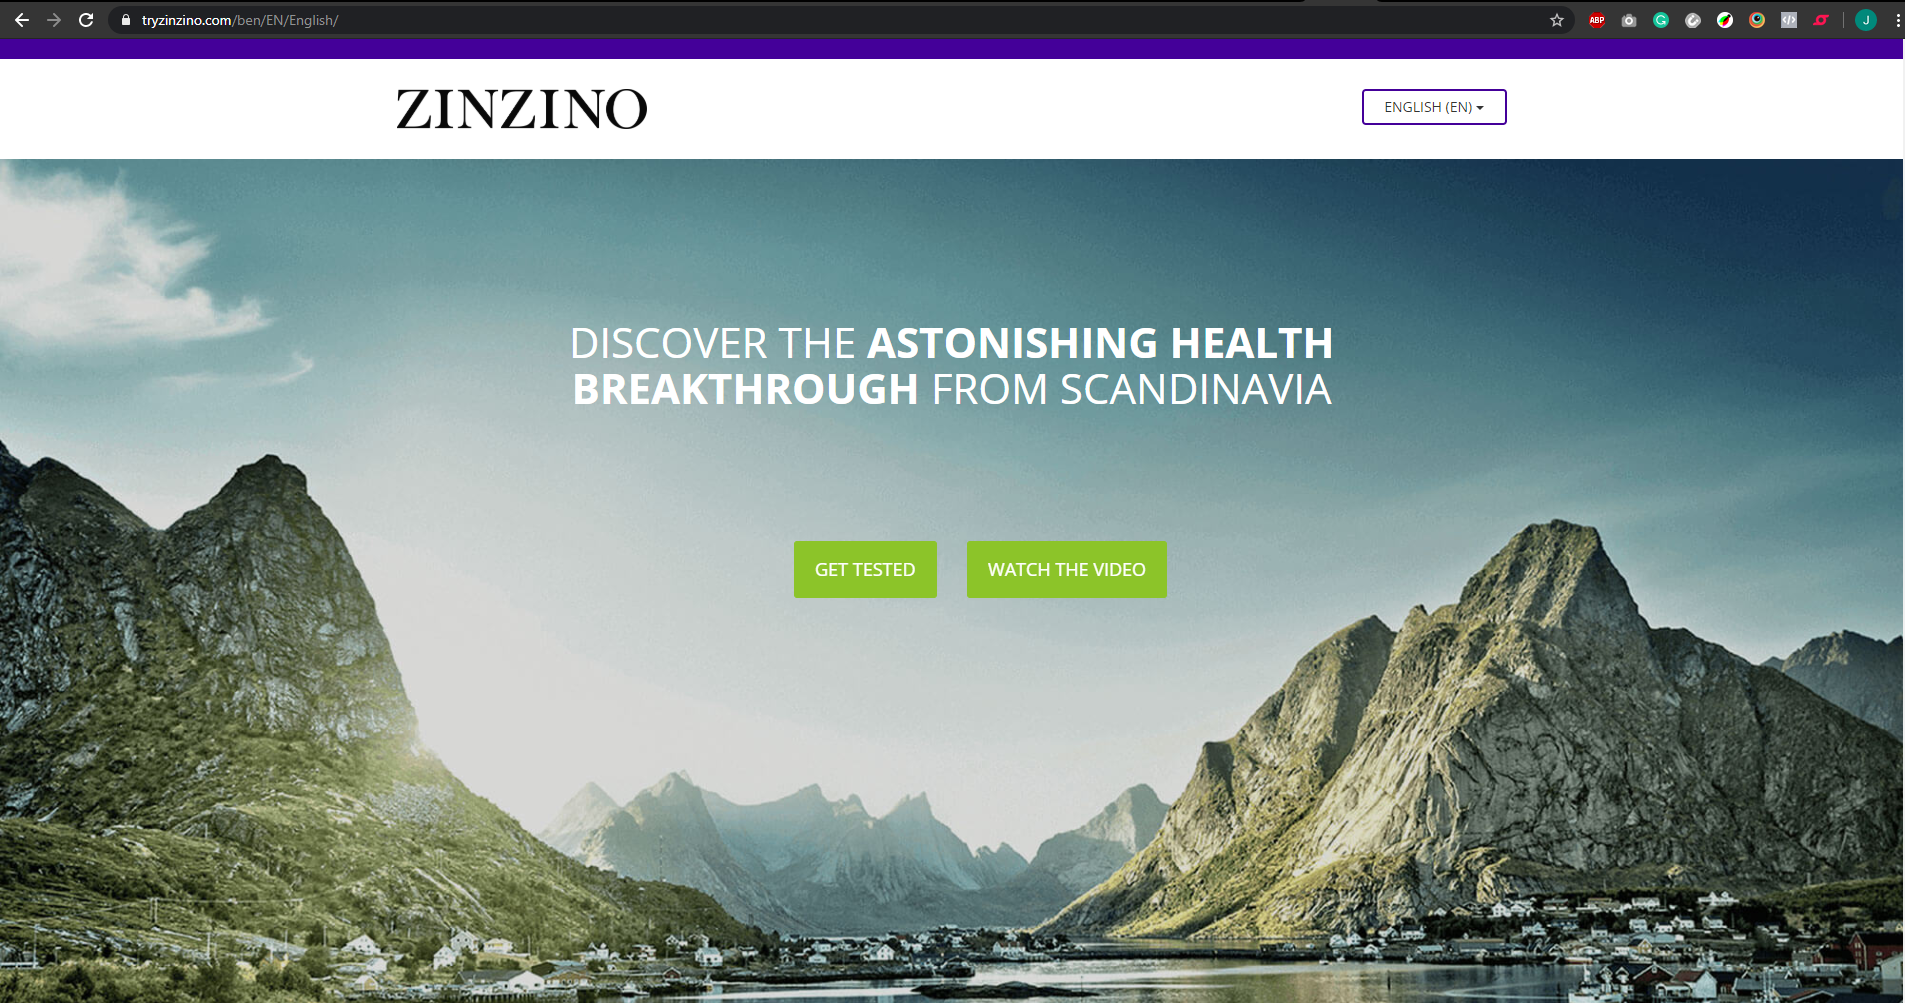 tryzinzino.com/ben/EN/English/
ABP
J
ZINZINO
ENGLISH (EN)
DISCOVER THE ASTONISHING HEALTH
BREAKTHROUGH FROM SCANDINAVIA
GET TESTED
WATCH THE VIDEO